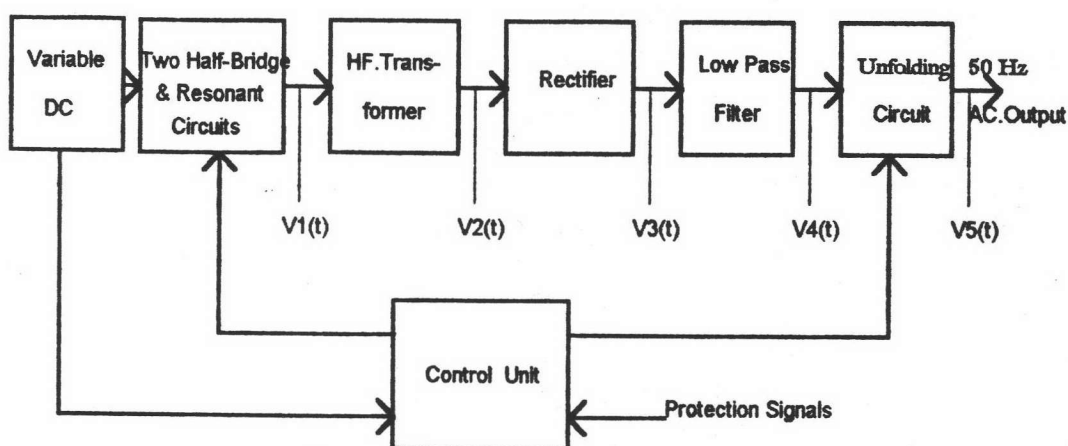 Variable
DC
Two Half-Bridge
& Resonant
Circuits
HF.Trans-
former
Rectifier
Low Pass
Filter
Unfolding
Circuit
50 Hz
AC.Output
V1(t)
V2(t)
V3(t)
V4(t)
V5(t)
Control Unit
Protection Signals